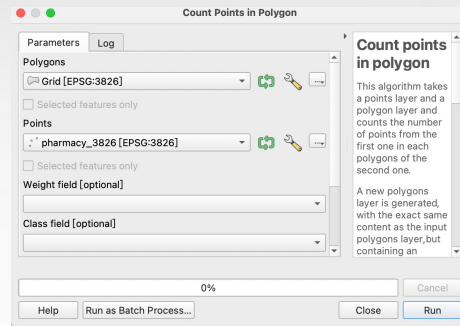 Count Points in Polygon
Parameters
Log
Polygons
Grid [EPSG:3826]
...
Selected features only
Points
pharmacy_3826 [EPSG:3826]
...
Selected features only
Weight field [optional]
Class field [optional]
Count points
in polygon
This algorithm takes
a points layer and a
polygon layer and
counts the number
of points from the
first one in each
polygons of the
second one.
A new polygons
layer is generated,
with the exact same
content as the input
polygons layer,but
containing an
0%
Cancel
Help
Run as Batch Process...
Close
Run